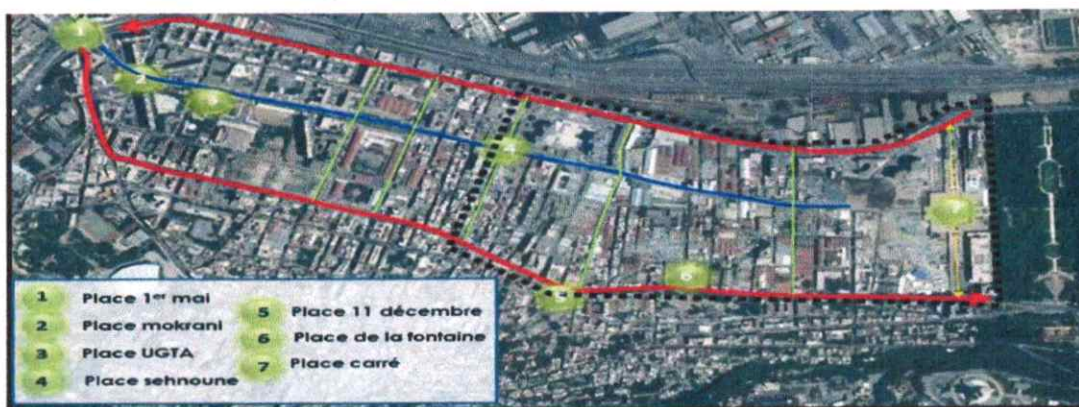 1 Place 1er mai
2 Place mokrani
3 Place UGTA
4 Place sehnoune
5 Place 11 décembre
6 Place de la fontaine
7 Place carré